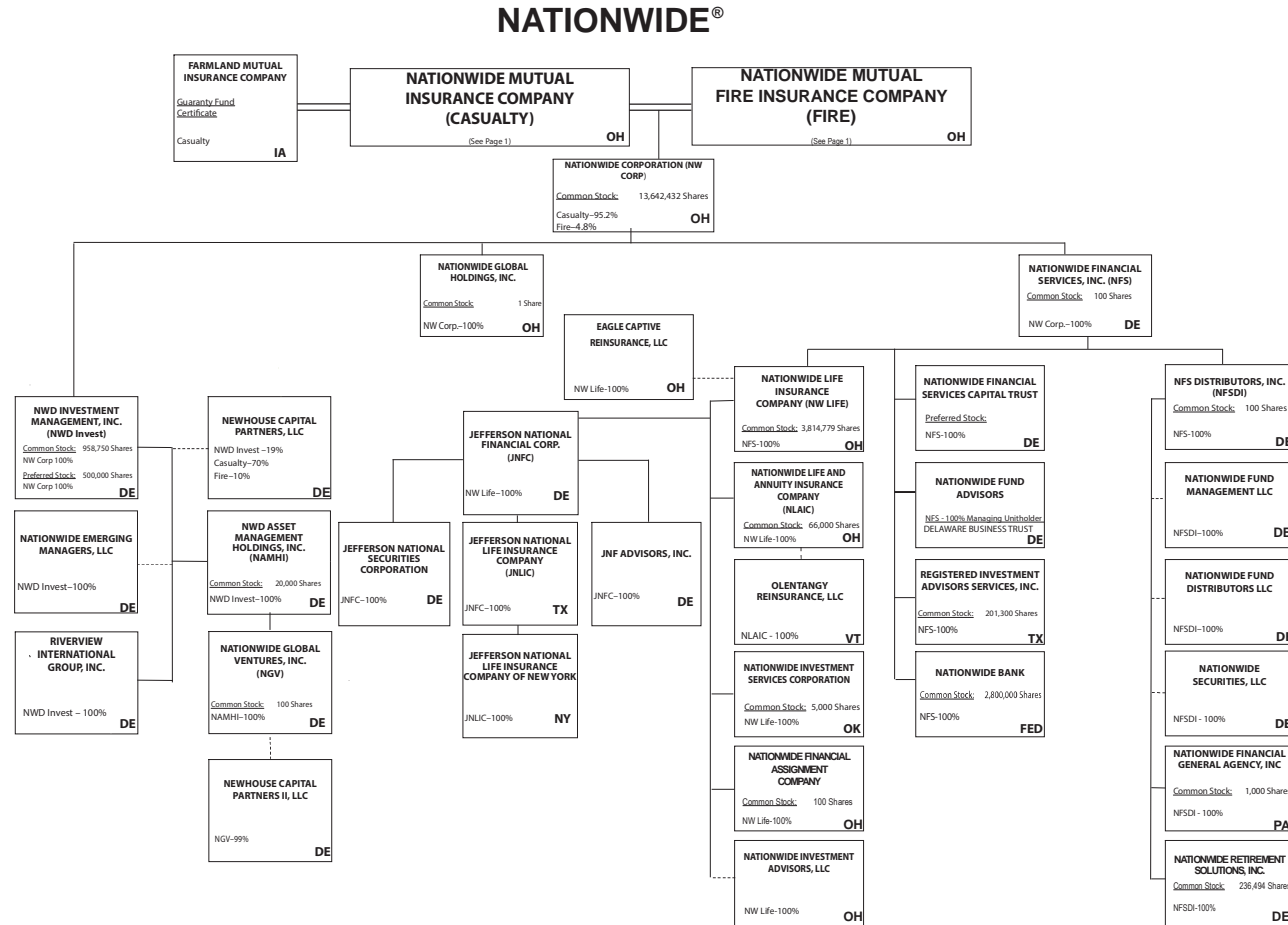 NATIONWIDE®
FARMLAND MUTUAL
INSURANCE COMPANY
Guaranty Fund
Certificate
Casualty
IA
NATIONWIDE MUTUAL
INSURANCE COMPANY
(CASUALTY)
(See Page 1)
OH
NATIONWIDE MUTUAL
FIRE INSURANCE COMPANY
(FIRE)
(See Page 1)
OH
NATIONWIDE CORPORATION (NW
CORP)
Common Stock: 13,642,432 Shares
Casualty–95.2%
Fire–4.8%
OH
NATIONWIDE GLOBAL
HOLDINGS, INC.
Common Stock: 1 Share
NW Corp.–100% OH
NATIONWIDE FINANCIAL
SERVICES, INC. (NFS)
Common Stock: 100 Shares
NW Corp.–100% DE
EAGLE CAPTIVE
REINSURANCE, LLC
NW Life-100% OH
NWD INVESTMENT
MANAGEMENT, INC.
(NWD Invest)
Common Stock: 958,750 Shares
NW Corp 100%
Preferred Stock: 500,000 Shares
NW Corp 100%
DE
NEWHOUSE CAPITAL
PARTNERS, LLC
NWD Invest –19%
Casualty–70%
Fire–10%
DE
JEFFERSON NATIONAL
FINANCIAL CORP.
(JNFC)
NW Life–100% DE
NATIONWIDE LIFE
INSURANCE
COMPANY (NW LIFE)
Common Stock: 3,814,779 Shares
NFS-100% OH
NATIONWIDE FINANCIAL
SERVICES CAPITAL TRUST
Preferred Stock:
NFS-100%
DE
NFS DISTRIBUTORS, INC.
(NFSDI)
Common Stock: 100 Shares
NFS-100%
DE
NATIONWIDE EMERGING
MANAGERS, LLC
NWD Invest–100%
DE
NWD ASSET
MANAGEMENT
HOLDINGS, INC.
(NAMHI)
Common Stock: 20,000 Shares
NWD Invest–100% DE
JEFFERSON NATIONAL
SECURITIES
CORPORATION
JNFC–100% DE
JEFFERSON NATIONAL
LIFE INSURANCE
COMPANY
(JNLIC)
JNFC–100% TX
JNF ADVISORS, INC.
JNFC–100% DE
NATIONWIDE LIFE AND
ANNUITY INSURANCE
COMPANY
(NLAIC)
Common Stock: 66,000 Shares
NW Life-100% OH
NATIONWIDE FUND
ADVISORS
NFS - 100% Managing Unitholder
DELAWARE BUSINESS TRUST
DE
NATIONWIDE FUND
MANAGEMENT LLC
NFSDI–100%
DE
RIVERVIEW
INTERNATIONAL
GROUP, INC.
NWD Invest – 100%
DE
NATIONWIDE GLOBAL
VENTURES, INC.
(NGV)
Common Stock: 100 Shares
NAMHI–100%
DE
JEFFERSON NATIONAL
LIFE INSURANCE
COMPANY OF NEW YORK
JNLIC–100% NY
OLENTANGY
REINSURANCE, LLC
NLAIC - 100% VT
REGISTERED INVESTMENT
ADVISORS SERVICES, INC.
Common Stock: 201,300 Shares
NFS-100%
TX
NATIONWIDE FUND
DISTRIBUTORS LLC
NFSDI–100%
NATIONWIDE INVESTMENT
SERVICES CORPORATION
Common Stock: 5,000 Shares
NW Life-100%
OK
NATIONWIDE BANK
Common Stock: 2,800,000 Shares
NFS-100%
FED
NATIONWIDE
SECURITIES, LLC
NFSDI - 100%
DE
NEWHOUSE CAPITAL
PARTNERS II, LLC
NGV–99%
DE
NATIONWIDE FINANCIAL
ASSIGNMENT
COMPANY
Common Stock: 100 Shares
NW Life-100%
OH
NATIONWIDE FINANCIAL
GENERAL AGENCY, INC
Common Stock: 1,000 Shares
NFSDI - 100%
PA
NATIONWIDE INVESTMENT
ADVISORS, LLC
NW Life-100%
OH
NATIONWIDE RETIREMENT
SOLUTIONS, INC.
Common Stock: 236,494 Shares
NFSDI-100%
DE